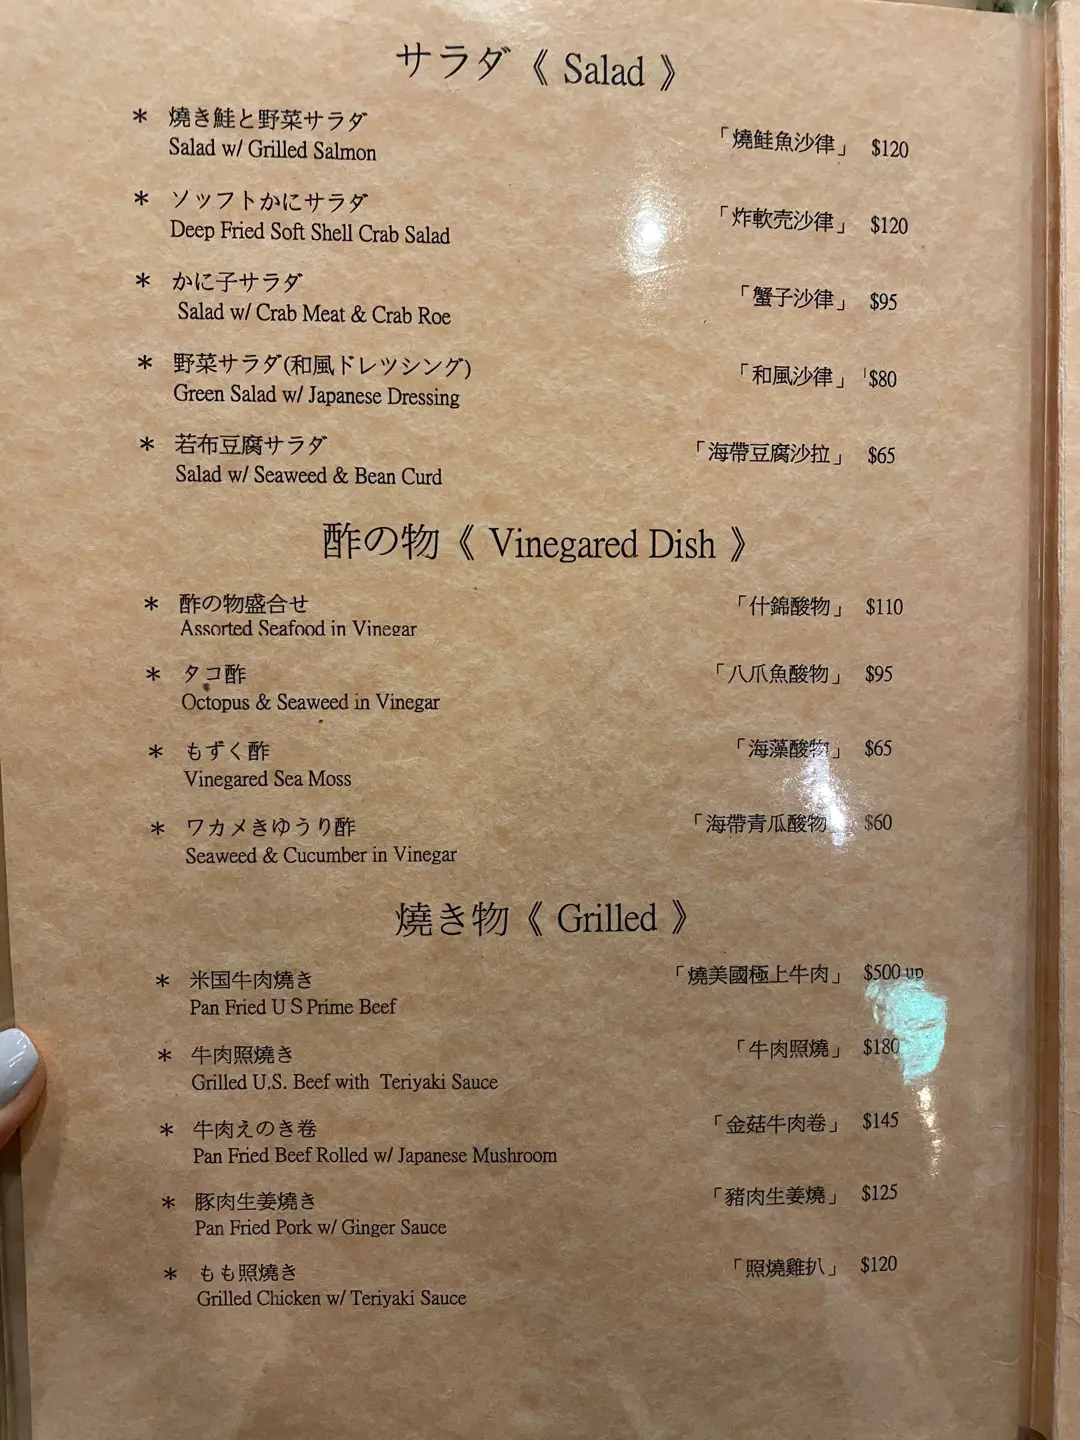 サラダ《 Salad 》
＊ 燒き鮭と野菜サラダ
Salad w/ Grilled Salmon
「燒鮭魚沙律」 $120
＊ ソッフトかにサラダ
Deep Fried Soft Shell Crab Salad
「炸軟壳沙律」 $120
＊ かに子サラダ
Salad w/ Crab Meat & Crab Roe
「蟹子沙律」 $95
＊ 野菜サラダ(和風ドレツシング)
Green Salad w/ Japanese Dressing
「和風沙律」 $80
＊ 若布豆腐サラダ
Salad w/ Seaweed & Bean Curd
「海帶豆腐沙拉」 $65
酢の物《 Vinegared Dish 》
＊ 酢の物盛合せ
Assorted Seafood in Vinegar
「什錦酸物」 $110
＊ タコ酢
Octopus & Seaweed in Vinegar
「八爪魚酸物」 $95
＊ もずく酢
Vinegared Sea Moss
「海藻酸物」 $65
＊ ワカメきゆうり酢
Seaweed & Cucumber in Vinegar
「海帶青瓜酸物」 $60
燒き物《 Grilled 》
＊ 米国牛肉燒き
Pan Fried U S Prime Beef
「燒美國極上牛肉」 $500 up
＊ 牛肉照燒き
Grilled U.S. Beef with Teriyaki Sauce
「牛肉照燒」 $180
＊ 牛肉えのき卷
Pan Fried Beef Rolled w/ Japanese Mushroom
「金菇牛肉卷」 $145
＊ 豚肉生姜燒き
Pan Fried Pork w/ Ginger Sauce
「豬肉生姜燒」 $125
＊ もも照燒き
Grilled Chicken w/ Teriyaki Sauce
「照燒雞扒」 $120